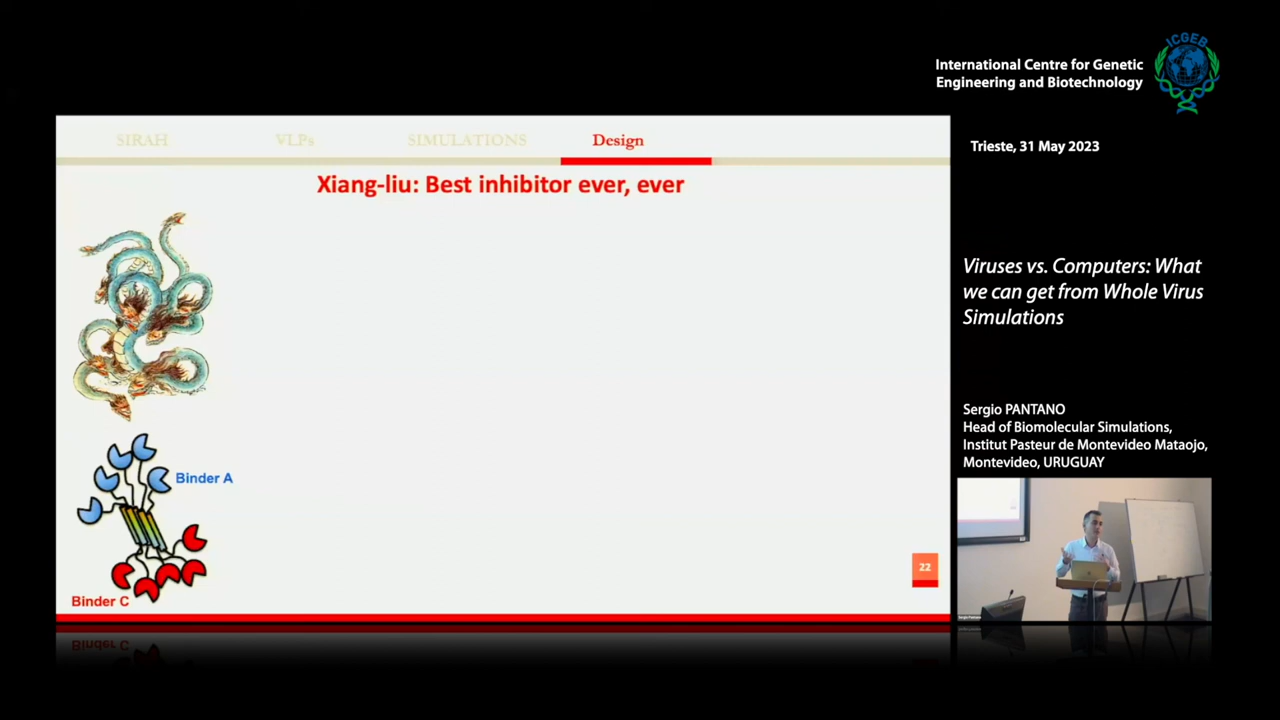 ICGEB
International Centre for Genetic
Engineering and Biotechnology
Trieste, 31 May 2023
SIRAH
VLPs
SIMULATIONS
Design
Xiang-liu: Best inhibitor ever, ever
Binder A
Binder C
22
Viruses vs. Computers: What
we can get from Whole Virus
Simulations
Sergio PANTANO
Head of Biomolecular Simulations,
Institut Pasteur de Montevideo Mataojo,
Montevideo, URUGUAY
Sergio Pantano
Binder C